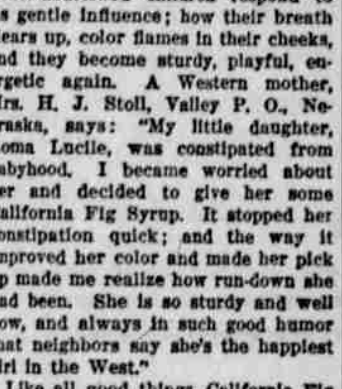 s gentle influence; how their breath
ears up, color flames in their cheeks,
nd they become sturdy, playful, en-
rgetic again. A Western mother,
rs. H. J. Stoll, Valley P. O., Ne-
raska, says: "My little daughter,
oma Lucile, was constipated from
abyhood. I became worried about
er and decided to give her some
alifornia Fig Syrup. It stopped her
onstipation quick; and the way it
mproved her color and made her pick
p made me realize how run-down she
ad been. She is so sturdy and well
ow, and always in such good humor
hat neighbors say she's the happiest
irl in the West."
Like all good things, California Fig